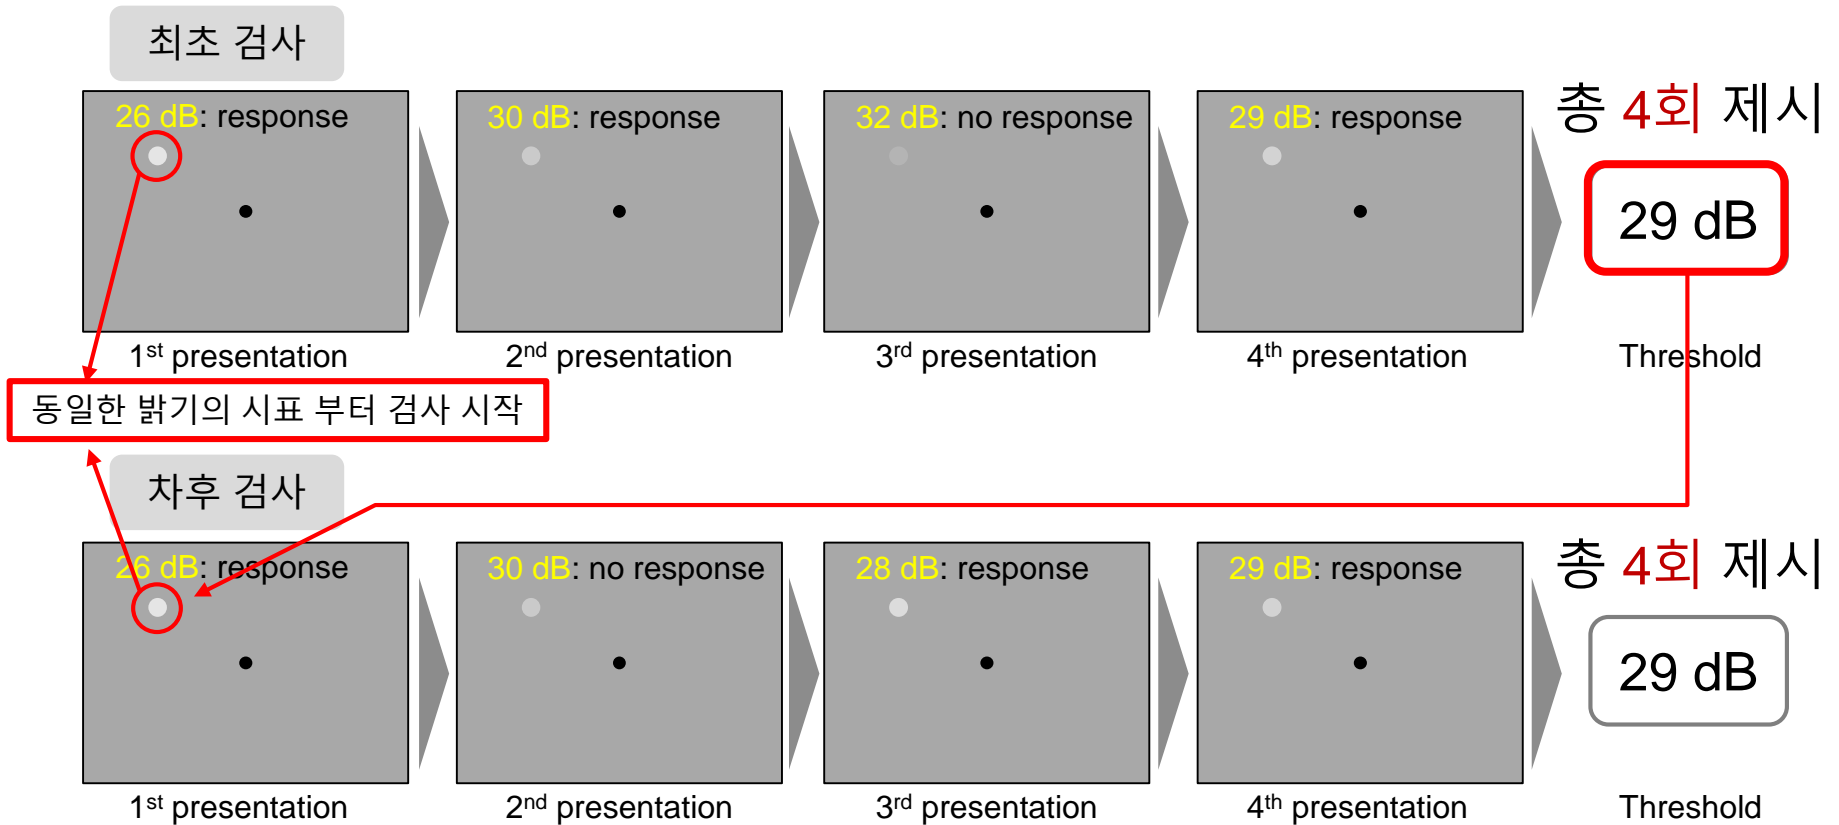 최초 검사
26 dB: response
30 dB: response
32 dB: no response
29 dB: response
총 4회 제시
29 dB
1st presentation
2nd presentation
3rd presentation
4th presentation
Threshold
동일한 밝기의 시표 부터 검사 시작
차후 검사
26 dB: response
30 dB: no response
28 dB: response
29 dB: response
총 4회 제시
29 dB
1st presentation
2nd presentation
3rd presentation
4th presentation
Threshold